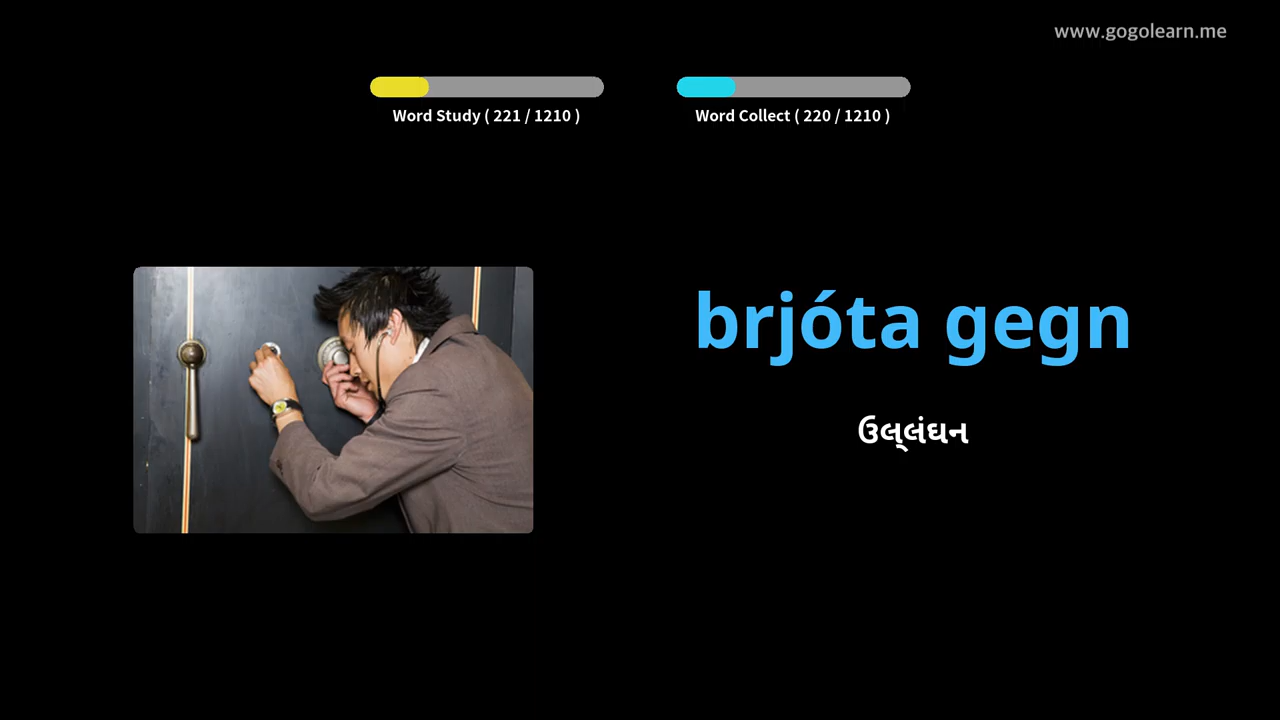 www.gogolearn.me
Word Study ( 221 / 1210 )
Word Collect ( 220 / 1210 )
brjóta gegn
ઉલ્લંઘન